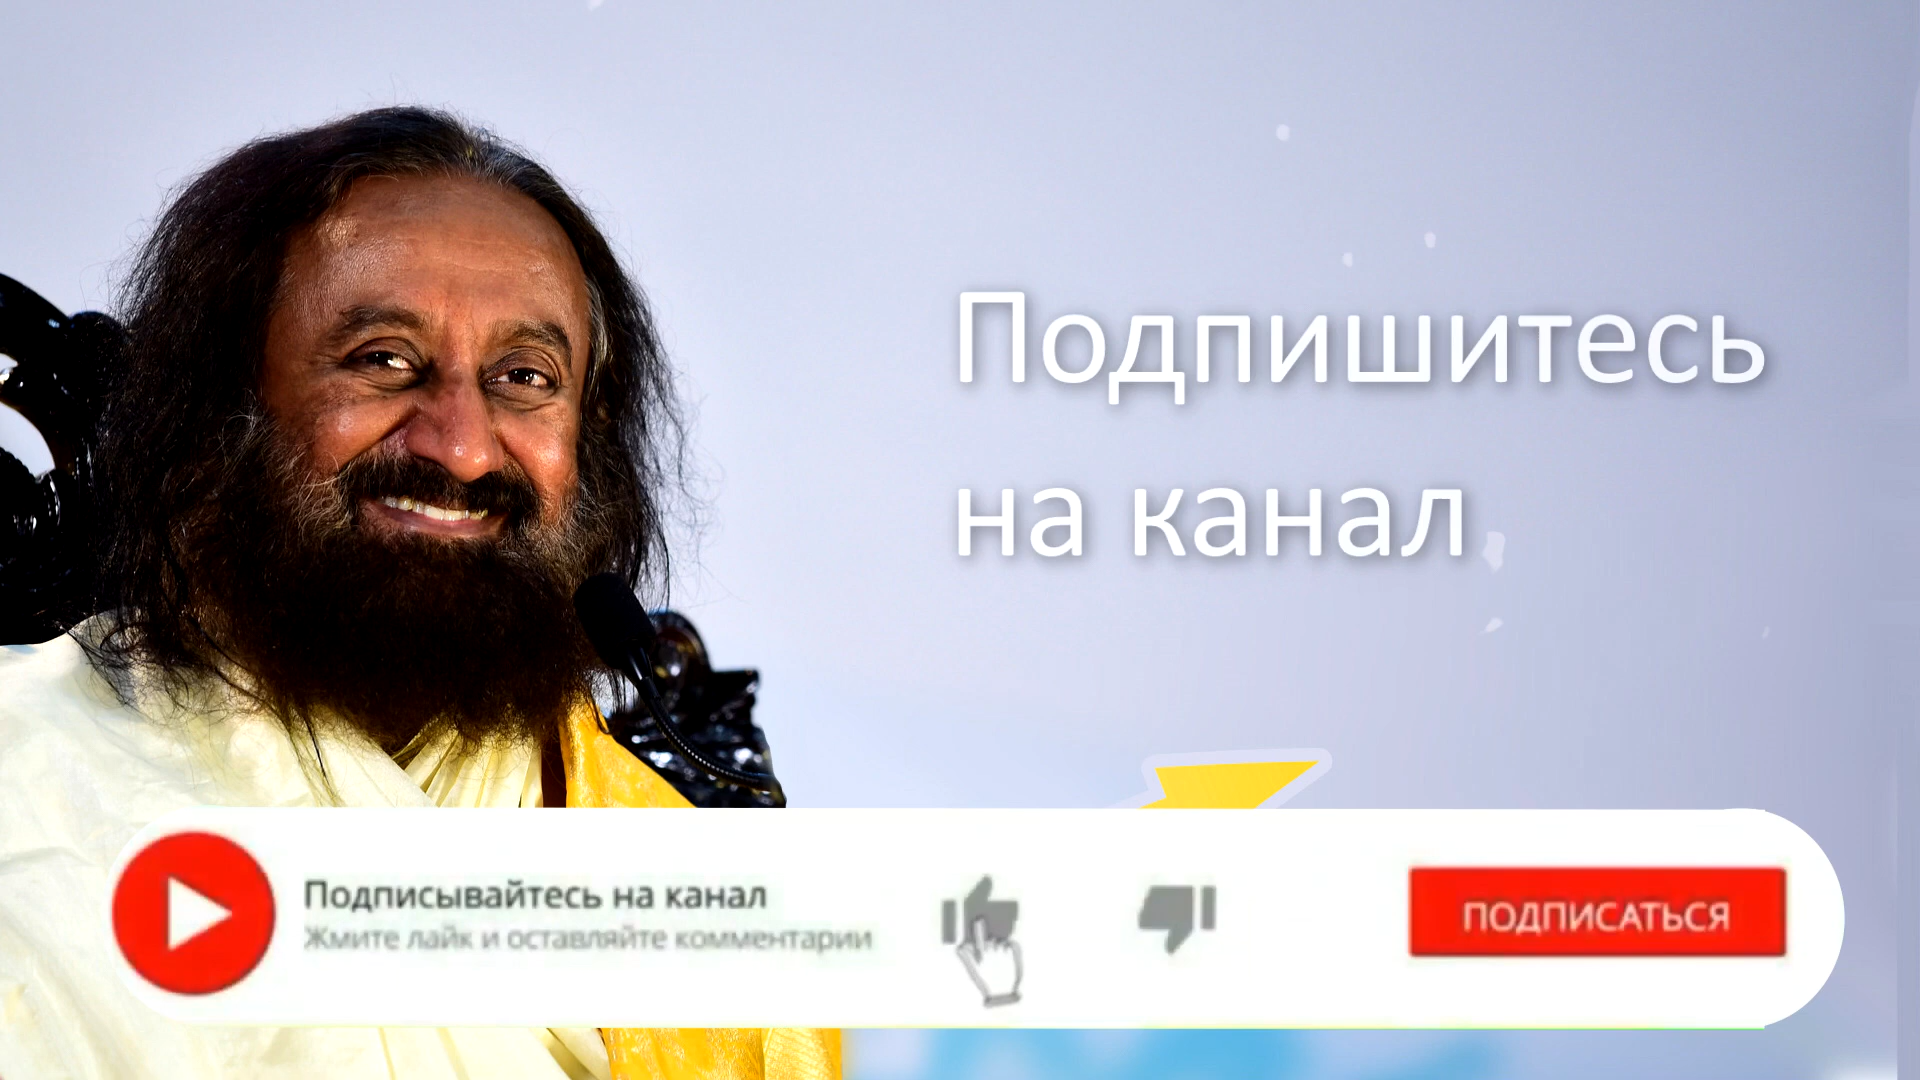 Подпишитесь
на канал
Подписывайтесь на канал
Жмите лайк и оставляйте комментарии
ПОДПИСАТЬСЯ